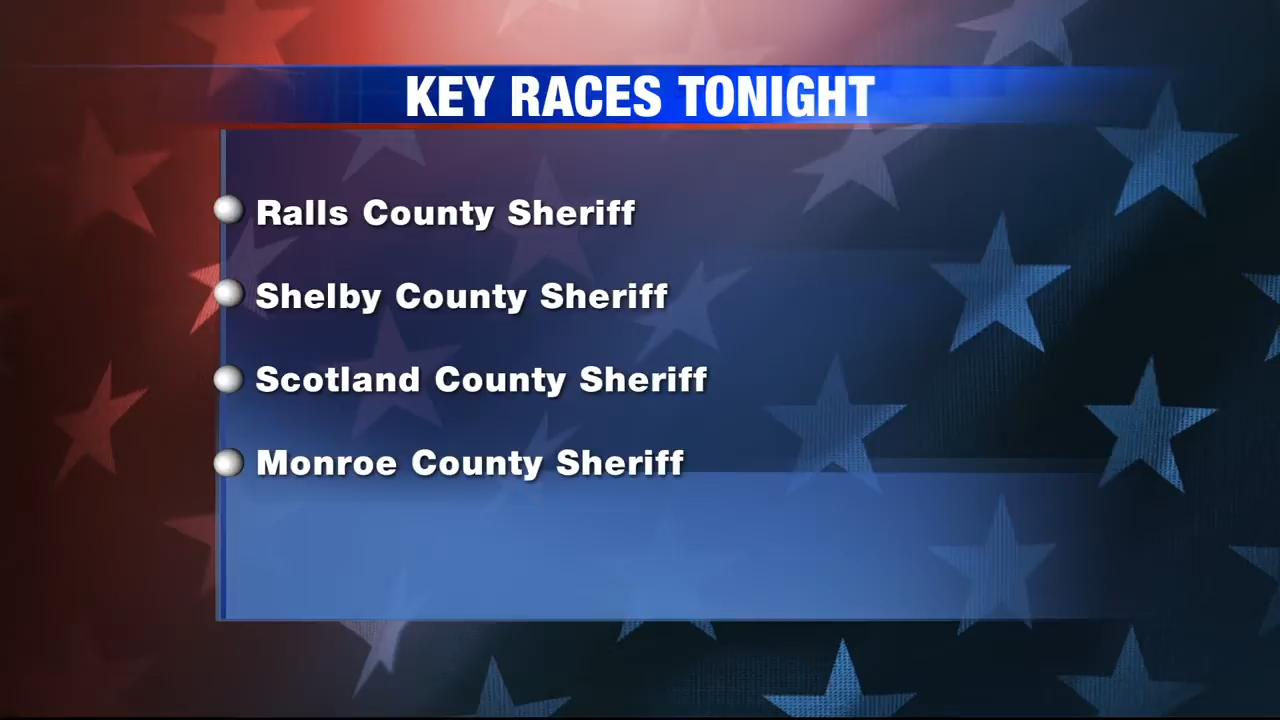 KEY RACES TONIGHT
Ralls County Sheriff
Shelby County Sheriff
Scotland County Sheriff
Monroe County Sheriff